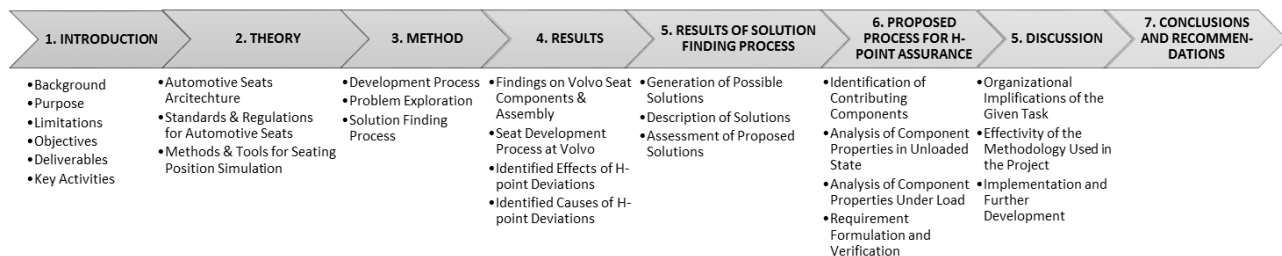 1. INTRODUCTION
•Background
•Purpose
•Limitations
•Objectives
•Deliverables
•Key Activities
2. THEORY
•Automotive Seats
Arcitechture
•Standards & Regulations
for Automotive Seats
•Methods & Tools for Seating
Position Simulation
3. METHOD
•Development Process
•Problem Exploration
•Solution Finding
Process
4. RESULTS
•Findings on Volvo Seat
Components &
Assembly
•Seat Development
Process at Volvo
•Identified Effects of H-
point Deviations
•Identified Causes of H-
point Deviations
5. RESULTS OF SOLUTION
FINDING PROCESS
•Generation of Possible
Solutions
•Description of Solutions
•Assessment of Proposed
Solutions
6. PROPOSED
PROCESS FOR H-
POINT ASSURANCE
•Identification of
Contributing
Components
•Analysis of Component
Properties in Unloaded
State
•Analysis of Component
Properties Under Load
•Requirement
Formulation and
Verification
5. DISCUSSION
•Organizational
Implifications of the
Given Task
•Effectivity of the
Methodology Used in
the Project
•Implementation and
Further
Development
7. CONCLUSIONS
AND RECOMMEN-
DATIONS